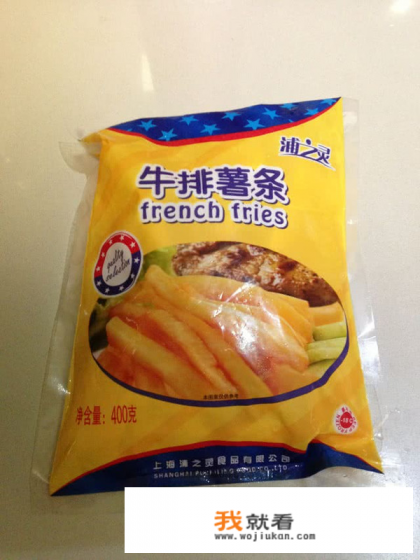 浦之灵
牛排薯条
french fries
净含量：400克
-18℃
上海浦之灵食品有限公司
我就看
www.wojiukan.com